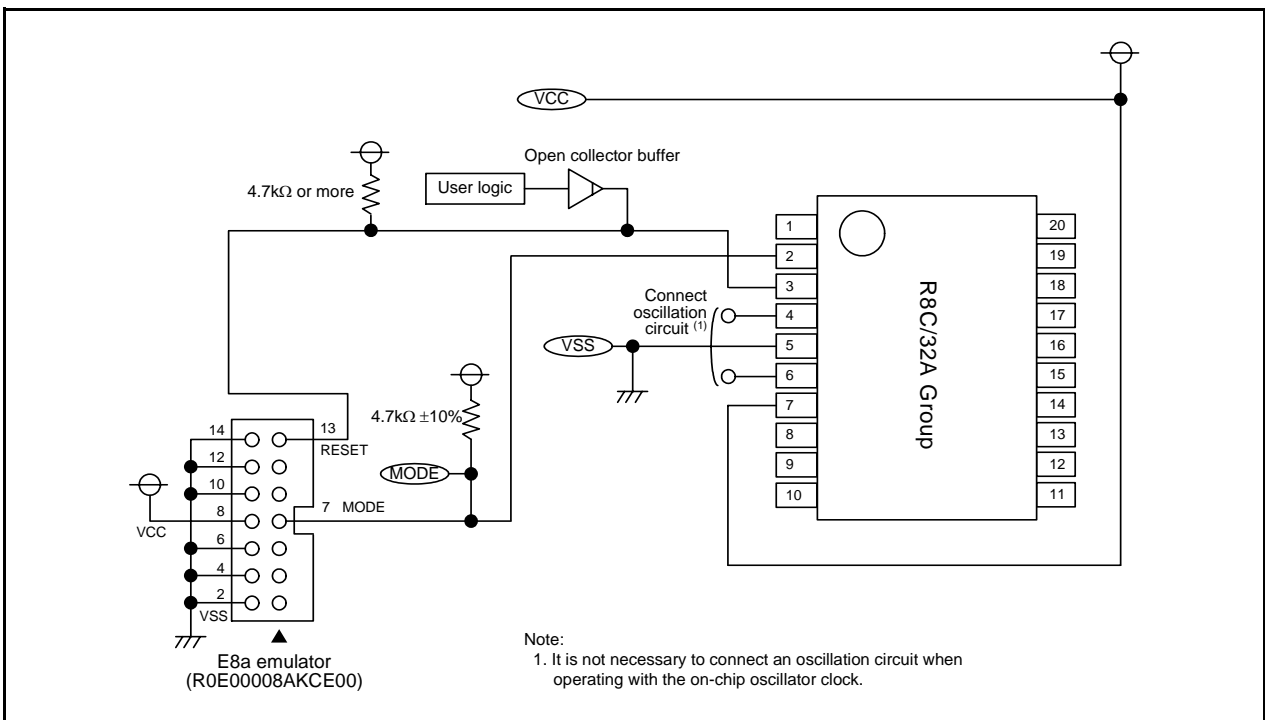 VCC
Open collector buffer
4.7kΩ or more
User logic
1
2
3
4
5
6
7
8
9
10
20
19
18
17
16
15
14
13
12
11
R8C/32A Group
Connect
oscillation
circuit (1)
VSS
4.7kΩ ±10%
MODE
14
13
RESET
12
10
8
7 MODE
VCC
6
4
2
VSS
E8a emulator
(R0E00008AKCE00)
Note:
1. It is not necessary to connect an oscillation circuit when
operating with the on-chip oscillator clock.